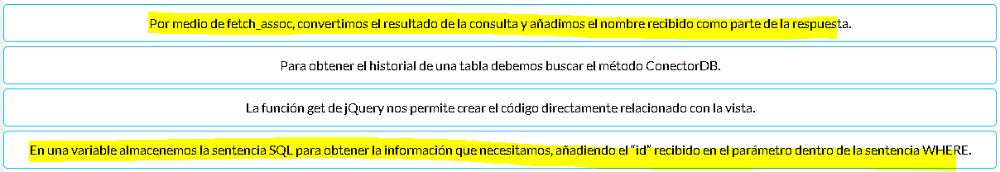 Por medio de fetch_assoc, convertimos el resultado de la consulta y añadimos el nombre recibido como parte de la respuesta.
Para obtener el historial de una tabla debemos buscar el método ConectorDB.
La función get de jQuery nos permite crear el código directamente relacionado con la vista.
En una variable almacenemos la sentencia SQL para obtener la información que necesitamos, añadiendo el “id” recibido en el parámetro dentro de la sentencia WHERE.